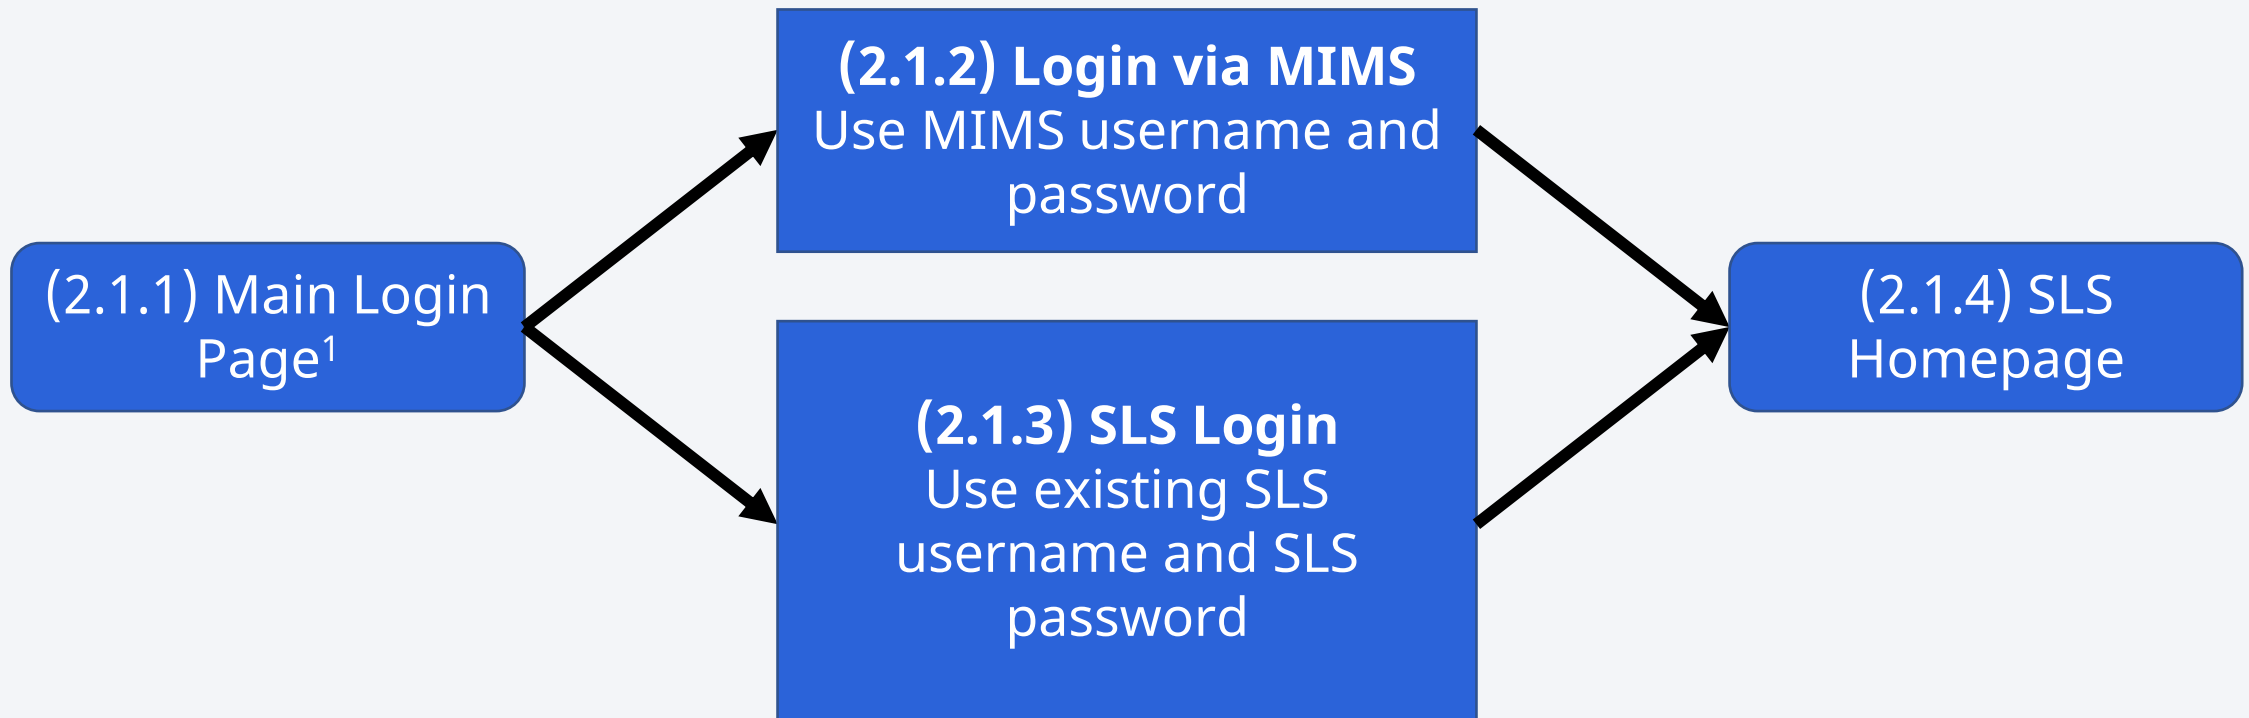 (2.1.1) Main Login
Page¹
(2.1.2) Login via MIMS
Use MIMS username and
password
(2.1.3) SLS Login
Use existing SLS
username and SLS
password
(2.1.4) SLS
Homepage